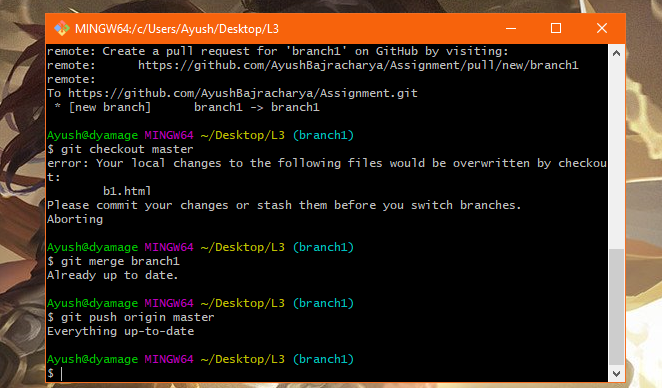 MINGW64:/c/Users/Ayush/Desktop/L3
remote: Create a pull request for 'branch1' on GitHub by visiting:
remote:      https://github.com/AyushBajracharya/Assignment/pull/new/branch1
remote:
To https://github.com/AyushBajracharya/Assignment.git
 * [new branch]      branch1 -> branch1
Ayush@dyamage MINGW64 ~/Desktop/L3 (branch1)
$ git checkout master
error: Your local changes to the following files would be overwritten by checkou
t:
        b1.html
Please commit your changes or stash them before you switch branches.
Aborting
Ayush@dyamage MINGW64 ~/Desktop/L3 (branch1)
$ git merge branch1
Already up to date.
Ayush@dyamage MINGW64 ~/Desktop/L3 (branch1)
$ git push origin master
Everything up-to-date
Ayush@dyamage MINGW64 ~/Desktop/L3 (branch1)
$